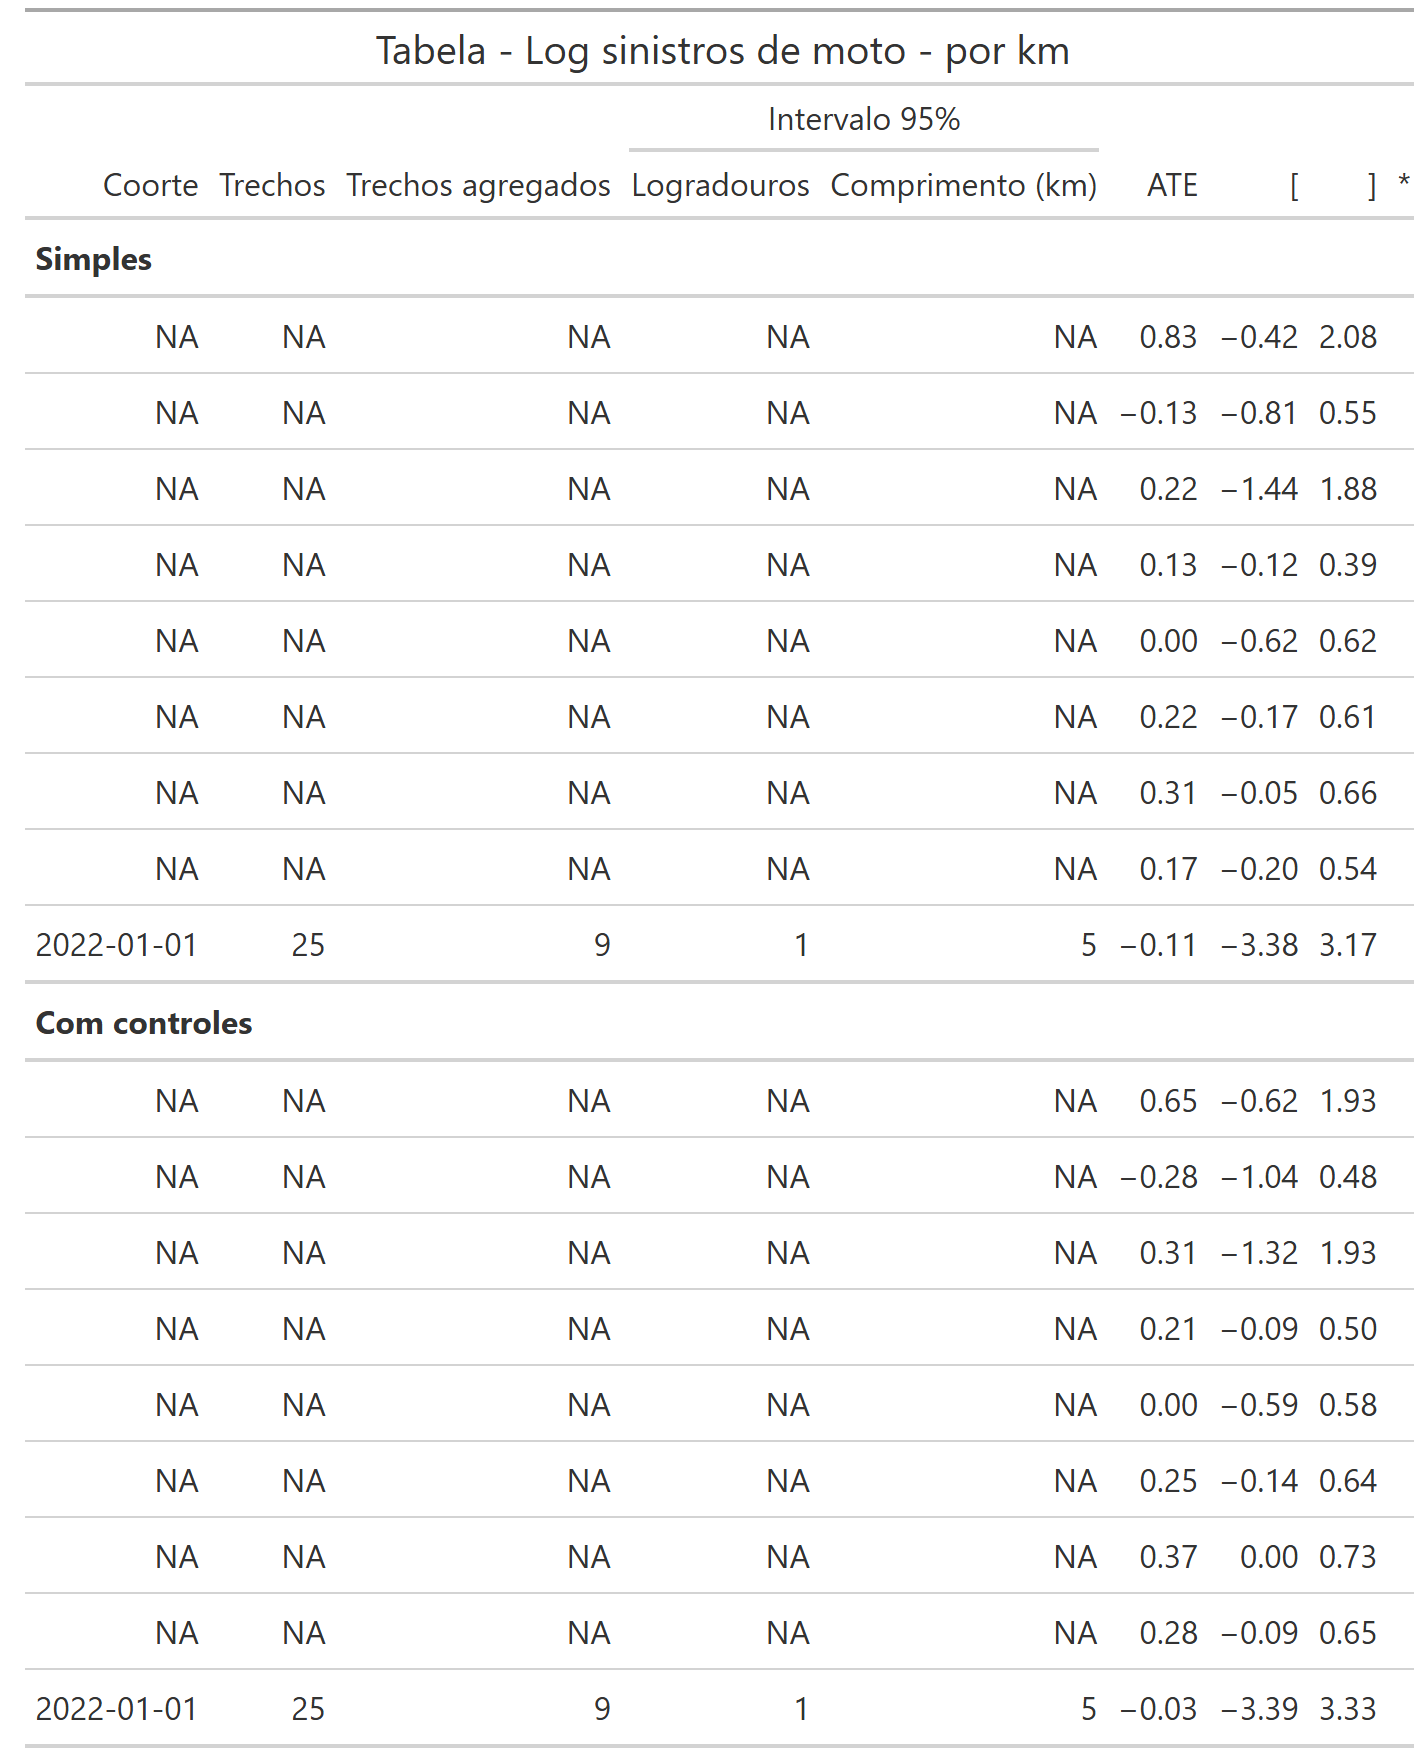 Tabela - Log sinistros de moto - por km
Intervalo 95%
Coorte Trechos Trechos agregados Logradouros Comprimento (km) ATE [ ] *
Simples
NA NA NA NA NA 0.83 −0.42 2.08
NA NA NA NA NA −0.13 −0.81 0.55
NA NA NA NA NA 0.22 −1.44 1.88
NA NA NA NA NA 0.13 −0.12 0.39
NA NA NA NA NA 0.00 −0.62 0.62
NA NA NA NA NA 0.22 −0.17 0.61
NA NA NA NA NA 0.31 −0.05 0.66
NA NA NA NA NA 0.17 −0.20 0.54
2022-01-01 25 9 1 5 −0.11 −3.38 3.17
Com controles
NA NA NA NA NA 0.65 −0.62 1.93
NA NA NA NA NA −0.28 −1.04 0.48
NA NA NA NA NA 0.31 −1.32 1.93
NA NA NA NA NA 0.21 −0.09 0.50
NA NA NA NA NA 0.00 −0.59 0.58
NA NA NA NA NA 0.25 −0.14 0.64
NA NA NA NA NA 0.37 0.00 0.73
NA NA NA NA NA 0.28 −0.09 0.65
2022-01-01 25 9 1 5 −0.03 −3.39 3.33